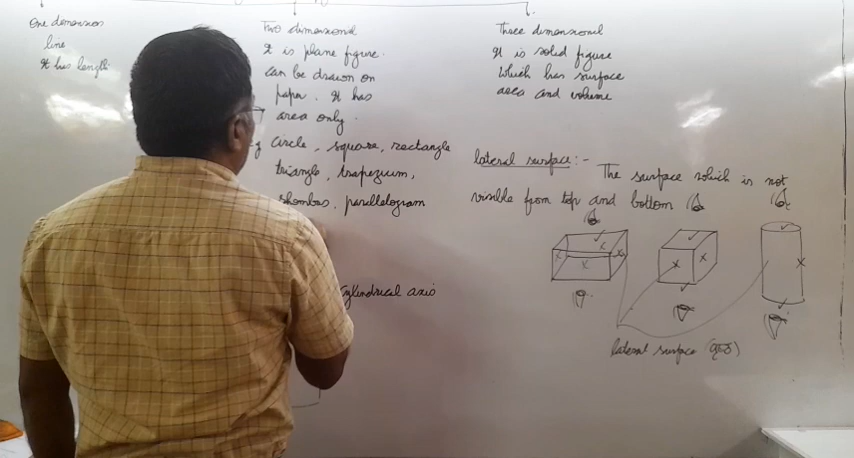 One dimension
line
It has length.
Two dimensional
It is plane figure.
can be drawn on
paper. It has
area only.
eg circle, square, rectangle
triangle, trapezium,
rhombus, parallelogram
Cylindrical axis
Three dimensional
It is solid figure
which has surface
area and volume
lateral surface:- The surface which is not
visible from top and bottom
lateral surface